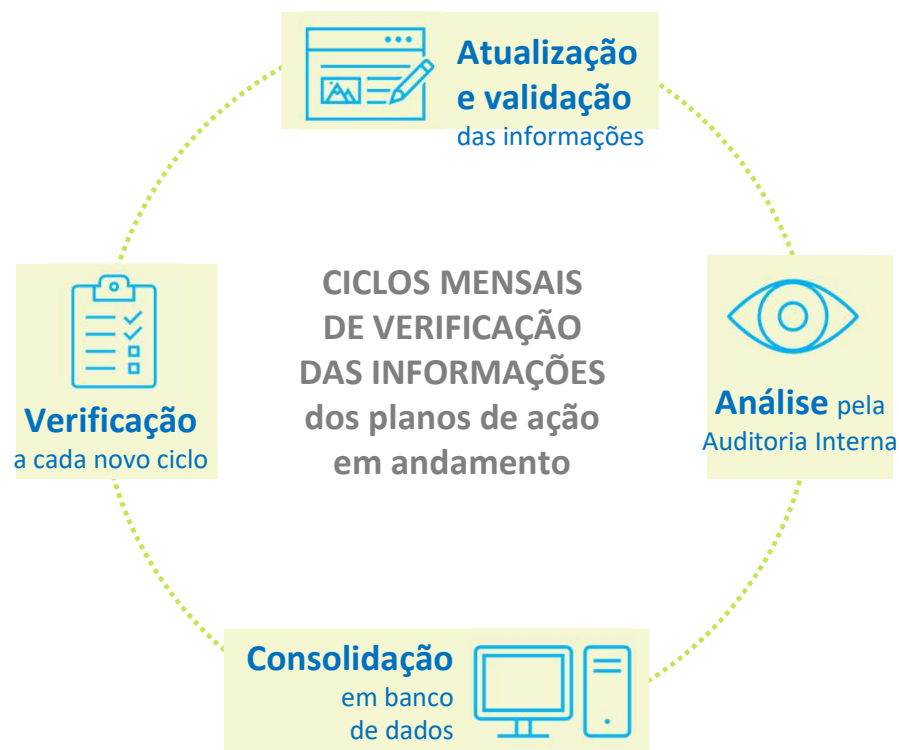 Atualização
e validação
das informações
CICLOS MENSAIS
DE VERIFICAÇÃO
DAS INFORMAÇÕES
dos planos de ação
em andamento
Análise pela
Auditoria Interna
Consolidação
em banco
de dados
Verificação
a cada novo ciclo